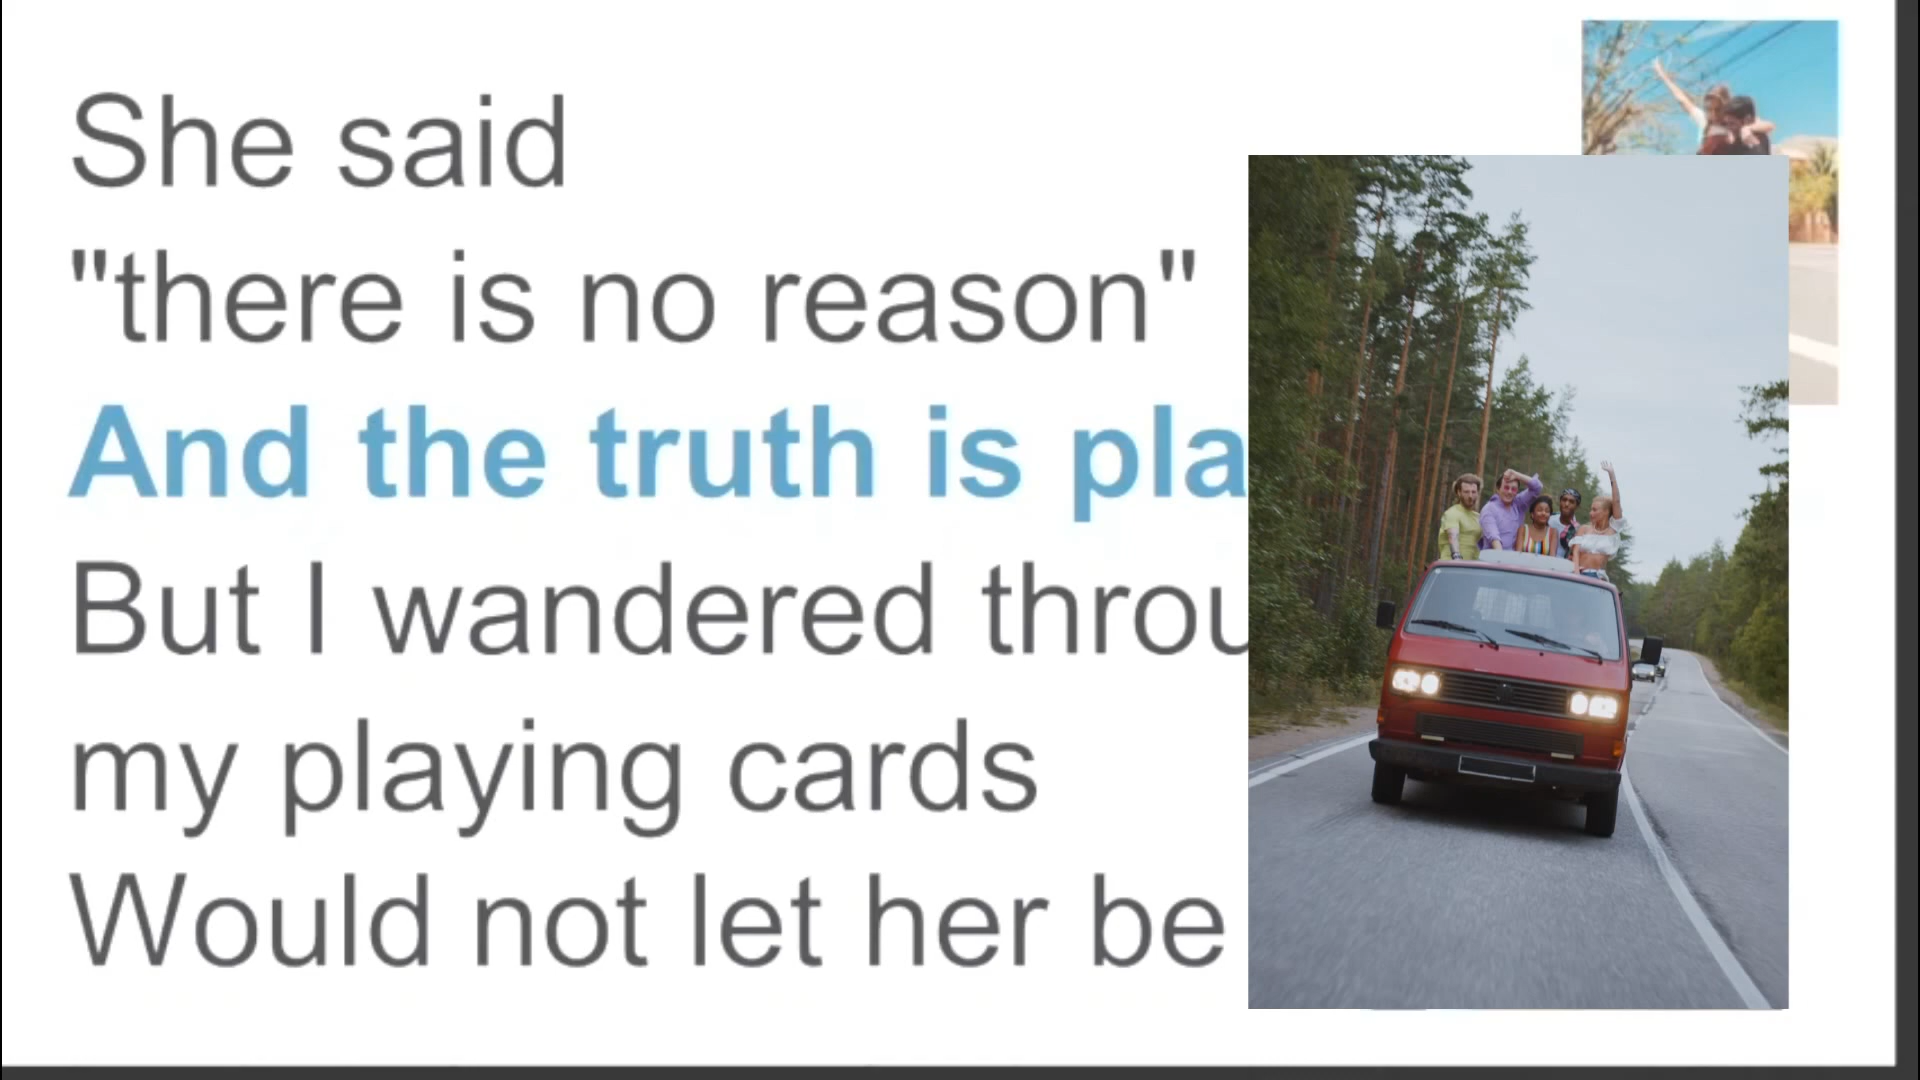 She said
"there is no reason"
And the truth is pla
But I wandered throu
my playing cards
Would not let her be